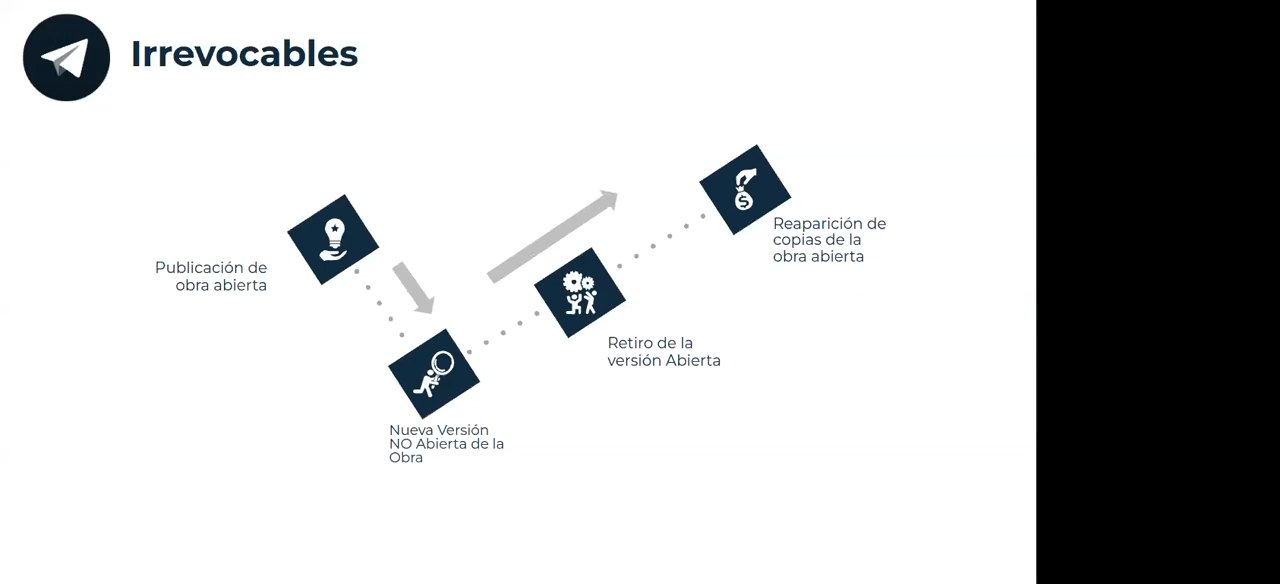 Irrevocables
Publicación de
obra abierta
Nueva Versión
NO Abierta de la
Obra
Retiro de la
versión Abierta
Reaparición de
copias de la
obra abierta